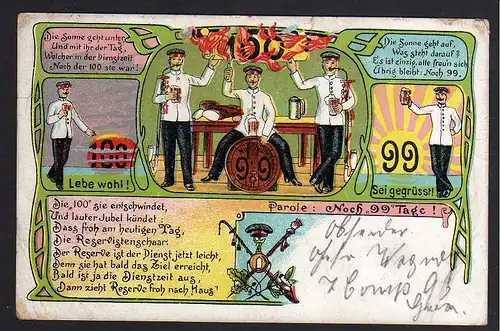 Die Sonne geht unter,
Und mit ihr der Tag,
Welcher in der Dienstzeit
Noch der 100 ste war!
150
Die Sonne geht auf,
Was steht darauf?
Es ist einzig, alle freun sich
Übrig bleibt: Noch 99.
100
Lebe wohl!
99
99
Sei gegrüsst!
Die „100" sie entschwindet,
Und lauter Jubel kündet:
Dass froh am heutigen Tag,
Die Reservistenschaar.
Der Reserve ist der Dienst jetzt leicht,
Denn sie hat bald das Ziel erreicht,
Bald ist ja die Dienstzeit aus,
Dann zieht Reserve froh nach Haus!
Parole: Noch „99" Tage!
Absender